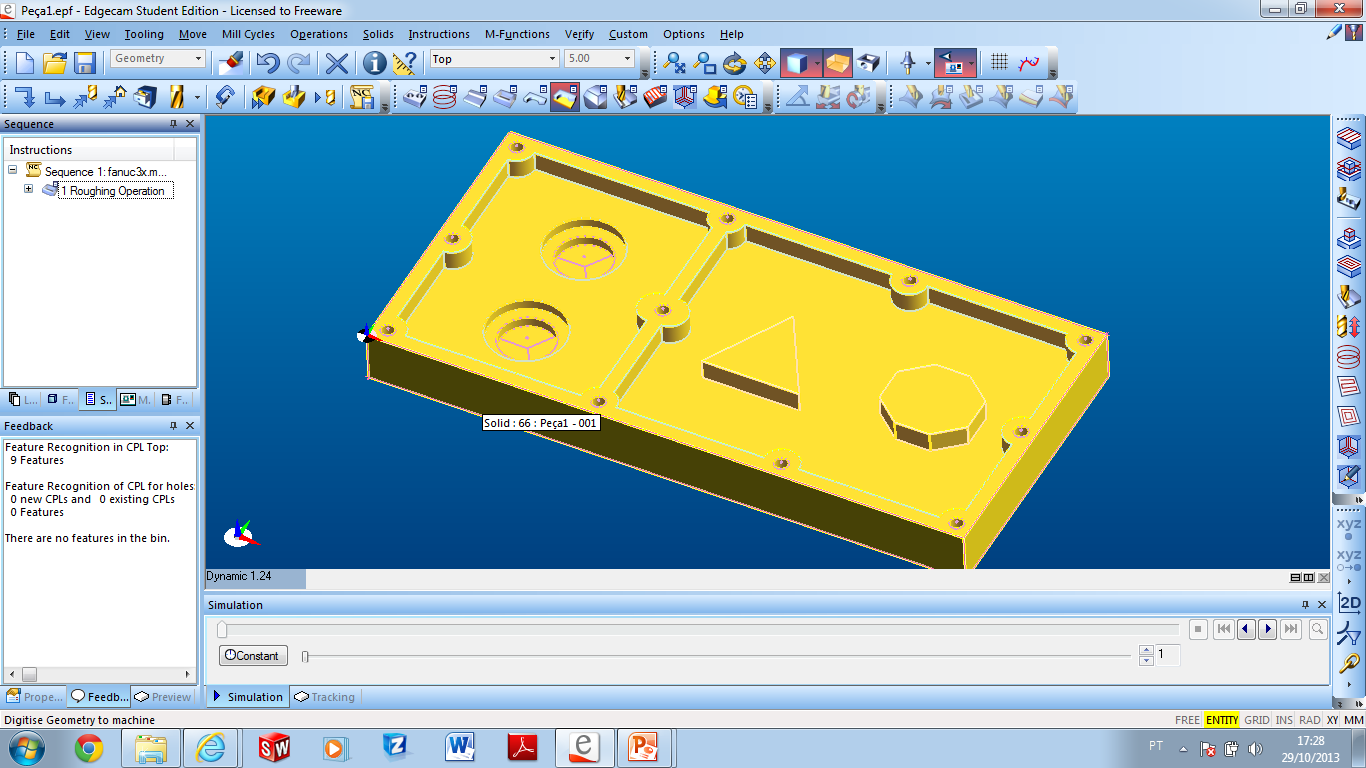 Peça1.epf - Edgecam Student Edition - Licensed to Freeware
File Edit View Tooling Move Mill Cycles Operations Solids Instructions M-Functions Verify Custom Options Help
Geometry Top 5.00
Sequence
Instructions
Sequence 1: fanuc3x.m...
1 Roughing Operation
L... F.. S.. M. F..
Feedback
Feature Recognition in CPL Top:
9 Features
Feature Recognition of CPL for holes
0 new CPLs and 0 existing CPLs
0 Features
There are no features in the bin.
Prope... Feedb... Preview
Solid : 66 : Peça1 - 001
Dynamic 1.24
Simulation
Constant
1
Simulation Tracking
xyz
xyz
2D
Digitise Geometry to machine
FREE ENTITY GRID INS RAD XY MM
PT
17:28
29/10/2013